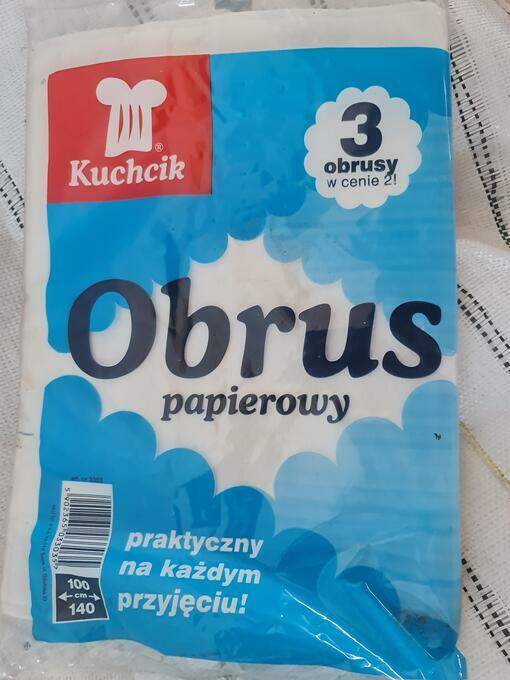 Kuchcik
®
3
obrusy
w cenie 2!
Obrus
papierowy
praktyczny
na każdym
przyjęciu!
100
cm
140